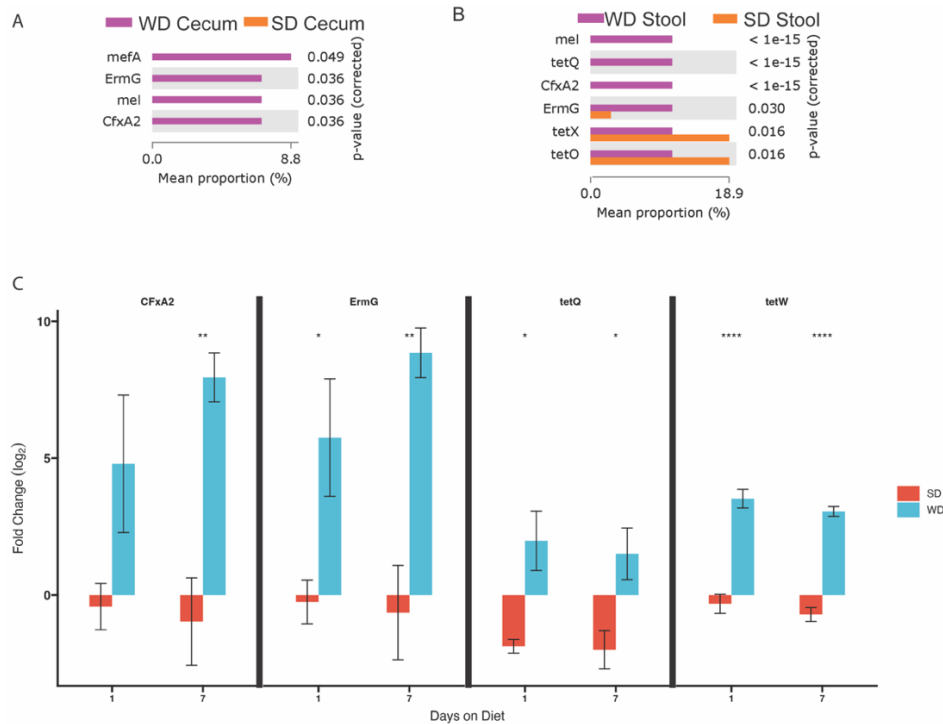 A
WD Cecum SD Cecum
mefA 0.049
ErmG 0.036
mel 0.036
CfxA2 0.036
p-value (corrected)
0.0 8.8
Mean proportion (%)
B
WD Stool SD Stool
mel < 1e-15
tetQ < 1e-15
CfxA2 < 1e-15
ErmG 0.030
tetX 0.016
tetO 0.016
p-value (corrected)
0.0 18.9
Mean proportion (%)
C
CFxA2 ErmG tetQ tetW
10
** * ** * * **** ****
5
0
Fold Change (log2)
SD
WD
1 7 1 7 1 7 1 7
Days on Diet